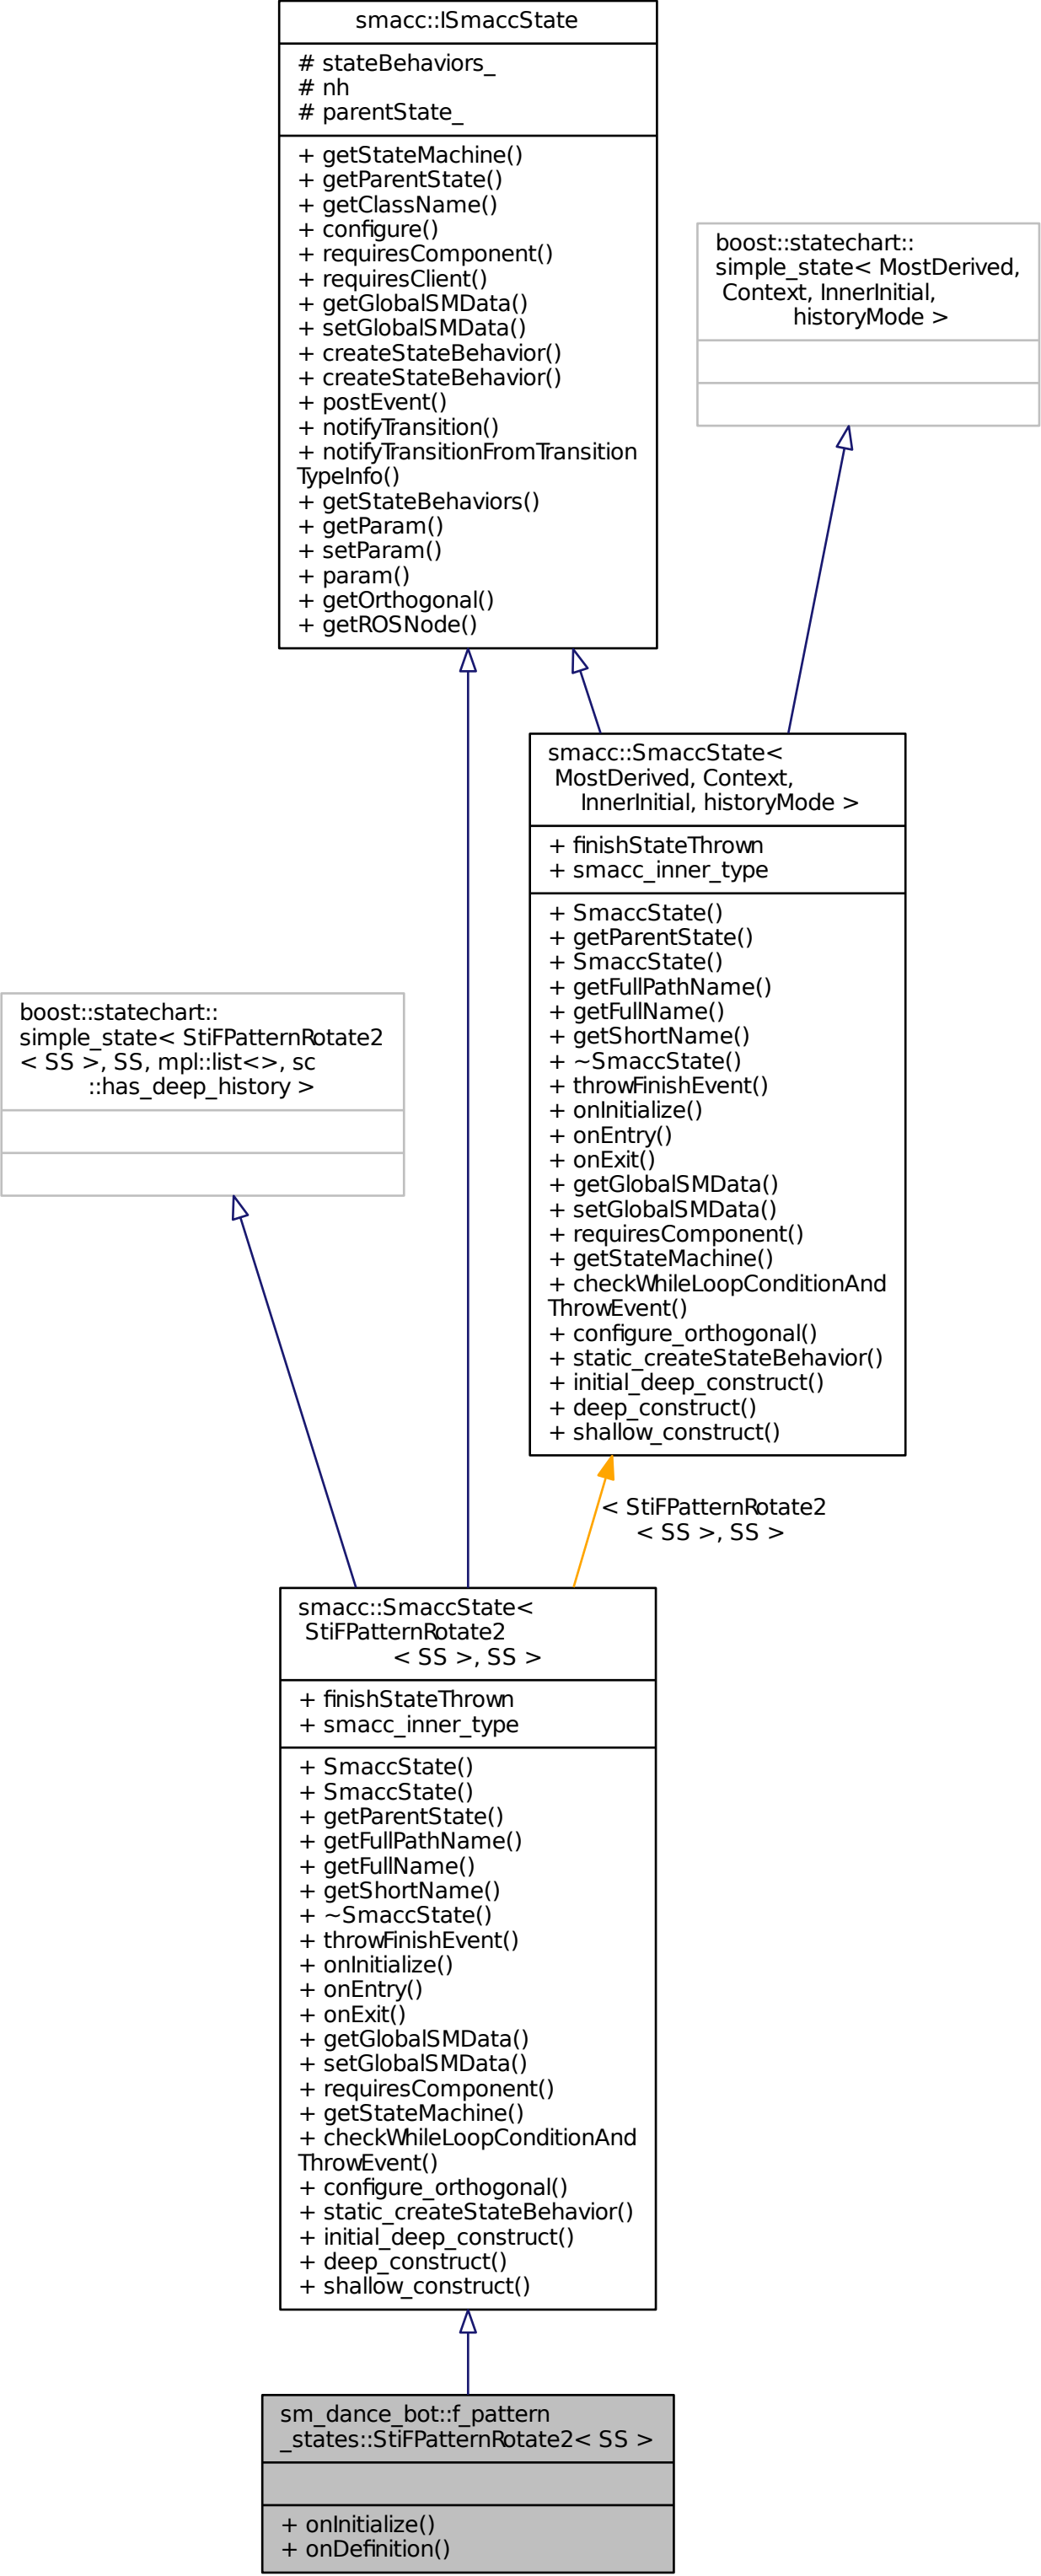 smacc::ISmaccState
# stateBehaviors_
# nh
# parentState_
+ getStateMachine()
+ getParentState()
+ getClassName()
+ configure()
+ requiresComponent()
+ requiresClient()
+ getGlobalSMData()
+ setGlobalSMData()
+ createStateBehavior()
+ createStateBehavior()
+ postEvent()
+ notifyTransition()
+ notifyTransitionFromTransition
TypeInfo()
+ getStateBehaviors()
+ getParam()
+ setParam()
+ param()
+ getOrthogonal()
+ getROSNode()
boost::statechart::
simple_state< MostDerived,
Context, InnerInitial,
historyMode >
smacc::SmaccState<
MostDerived, Context,
InnerInitial, historyMode >
+ finishStateThrown
+ smacc_inner_type
+ SmaccState()
+ getParentState()
+ SmaccState()
+ getFullPathName()
+ getFullName()
+ getShortName()
+ ~SmaccState()
+ throwFinishEvent()
+ onInitialize()
+ onEntry()
+ onExit()
+ getGlobalSMData()
+ setGlobalSMData()
+ requiresComponent()
+ getStateMachine()
+ checkWhileLoopConditionAnd
ThrowEvent()
+ configure_orthogonal()
+ static_createStateBehavior()
+ initial_deep_construct()
+ deep_construct()
+ shallow_construct()
boost::statechart::
simple_state< StiFPatternRotate2
< SS >, SS, mpl::list<>, sc
::has_deep_history >
< StiFPatternRotate2
< SS >, SS >
smacc::SmaccState<
StiFPatternRotate2
< SS >, SS >
+ finishStateThrown
+ smacc_inner_type
+ SmaccState()
+ SmaccState()
+ getParentState()
+ getFullPathName()
+ getFullName()
+ getShortName()
+ ~SmaccState()
+ throwFinishEvent()
+ onInitialize()
+ onEntry()
+ onExit()
+ getGlobalSMData()
+ setGlobalSMData()
+ requiresComponent()
+ getStateMachine()
+ checkWhileLoopConditionAnd
ThrowEvent()
+ configure_orthogonal()
+ static_createStateBehavior()
+ initial_deep_construct()
+ deep_construct()
+ shallow_construct()
sm_dance_bot::f_pattern
_states::StiFPatternRotate2< SS >
+ onInitialize()
+ onDefinition()